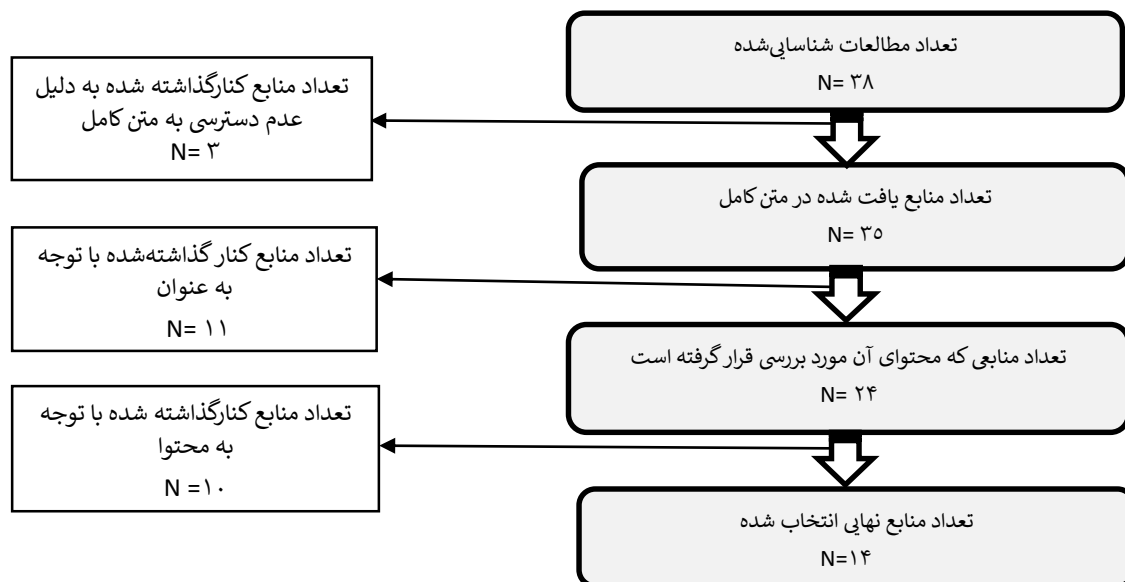 تعداد مطالعات شناسایی‌شده
N= ۳۸
تعداد منابع کنارگذاشته شده به دلیل
عدم دسترسی به متن کامل
N= ۳
تعداد منابع یافت شده در متن کامل
N= ۳۵
تعداد منابع کنار گذاشته‌شده با توجه
به عنوان
N= ۱۱
تعداد منابعی که محتوای آن مورد بررسی قرار گرفته است
N= ۲۴
تعداد منابع کنارگذاشته شده با توجه
به محتوا
N =۱۰
تعداد منابع نهایی انتخاب شده
N=۱۴